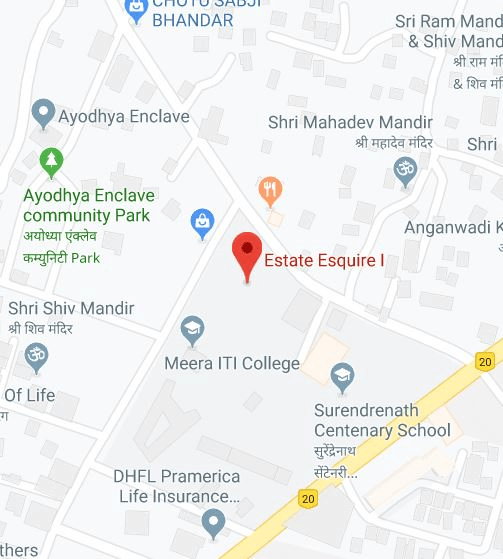 CHOTU SABJI
BHANDAR
Sri Ram Mand
& Shiv Mand
श्री राम मंदि
& शिव मंदि
Ayodhya Enclave
Shri Mahadev Mandir
श्री महादेव मंदिर
Shri
Ayodhya Enclave
community Park
अयोध्या एंक्लेव
कम्युनिटी Park
Anganwadi K
Estate Esquire I
Shri Shiv Mandir
श्री शिव मंदिर
Meera ITI College
20
Of Life
Surendrenath
Centenary School
सुरेंद्रेनाथ
सेंटेनरी...
DHFL Pramerica
Life Insurance...
20
thers